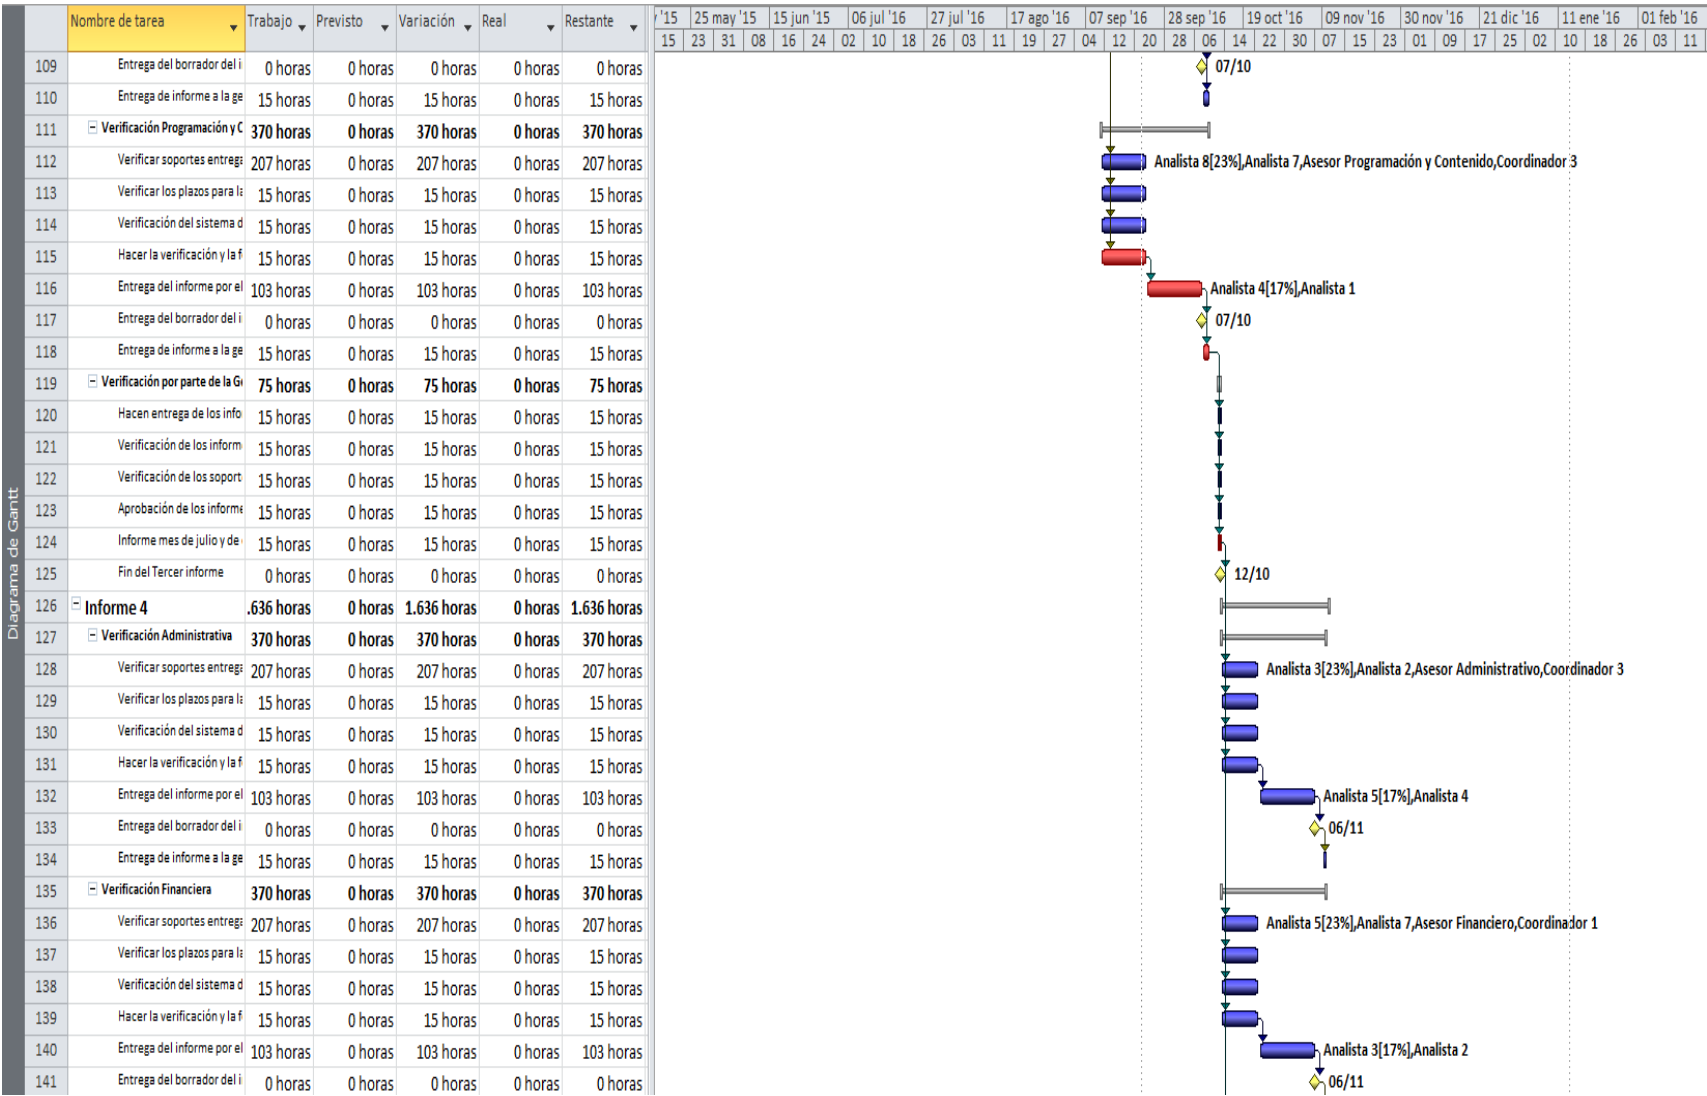 Nombre de tarea Trabajo Previsto Variación Real Restante '15 25 may '15 15 jun '15 06 jul '16 27 jul '16 17 ago '16 07 sep '16 28 sep '16 19 oct '16 09 nov '16 30 nov '16 21 dic '16 11 ene '16 01 feb '16
15 23 31 08 16 24 02 10 18 26 03 11 19 27 04 12 20 28 06 14 22 30 07 15 23 01 09 17 25 02 10 18 26 03 11
109 Entrega del borrador del i 0 horas 0 horas 0 horas 0 horas 0 horas 07/10
110 Entrega de informe a la ge 15 horas 0 horas 15 horas 0 horas 15 horas
111 Verificación Programación y C 370 horas 0 horas 370 horas 0 horas 370 horas
112 Verificar soportes entrega 207 horas 0 horas 207 horas 0 horas 207 horas Analista 8[23%],Analista 7,Asesor Programación y Contenido,Coordinador 3
113 Verificar los plazos para la 15 horas 0 horas 15 horas 0 horas 15 horas
114 Verificación del sistema d 15 horas 0 horas 15 horas 0 horas 15 horas
115 Hacer la verificación y la f 15 horas 0 horas 15 horas 0 horas 15 horas
116 Entrega del informe por el 103 horas 0 horas 103 horas 0 horas 103 horas Analista 4[17%],Analista 1
117 Entrega del borrador del i 0 horas 0 horas 0 horas 0 horas 0 horas 07/10
118 Entrega de informe a la ge 15 horas 0 horas 15 horas 0 horas 15 horas
119 Verificación por parte de la Ge 75 horas 0 horas 75 horas 0 horas 75 horas
120 Hacen entrega de los info 15 horas 0 horas 15 horas 0 horas 15 horas
121 Verificación de los inform 15 horas 0 horas 15 horas 0 horas 15 horas
122 Verificación de los soport 15 horas 0 horas 15 horas 0 horas 15 horas
123 Aprobación de los informe 15 horas 0 horas 15 horas 0 horas 15 horas
124 Informe mes de julio y de 15 horas 0 horas 15 horas 0 horas 15 horas
125 Fin del Tercer informe 0 horas 0 horas 0 horas 0 horas 0 horas 12/10
126 Informe 4 .636 horas 0 horas 1.636 horas 0 horas 1.636 horas
127 Verificación Administrativa 370 horas 0 horas 370 horas 0 horas 370 horas
128 Verificar soportes entrega 207 horas 0 horas 207 horas 0 horas 207 horas Analista 3[23%],Analista 2,Asesor Administrativo,Coordinador 3
129 Verificar los plazos para la 15 horas 0 horas 15 horas 0 horas 15 horas
130 Verificación del sistema d 15 horas 0 horas 15 horas 0 horas 15 horas
131 Hacer la verificación y la f 15 horas 0 horas 15 horas 0 horas 15 horas
132 Entrega del informe por el 103 horas 0 horas 103 horas 0 horas 103 horas Analista 5[17%],Analista 4
133 Entrega del borrador del i 0 horas 0 horas 0 horas 0 horas 0 horas 06/11
134 Entrega de informe a la ge 15 horas 0 horas 15 horas 0 horas 15 horas
135 Verificación Financiera 370 horas 0 horas 370 horas 0 horas 370 horas
136 Verificar soportes entrega 207 horas 0 horas 207 horas 0 horas 207 horas Analista 5[23%],Analista 7,Asesor Financiero,Coordinador 1
137 Verificar los plazos para la 15 horas 0 horas 15 horas 0 horas 15 horas
138 Verificación del sistema d 15 horas 0 horas 15 horas 0 horas 15 horas
139 Hacer la verificación y la f 15 horas 0 horas 15 horas 0 horas 15 horas
140 Entrega del informe por el 103 horas 0 horas 103 horas 0 horas 103 horas Analista 3[17%],Analista 2
141 Entrega del borrador del i 0 horas 0 horas 0 horas 0 horas 0 horas 06/11
Diagrama de Gantt